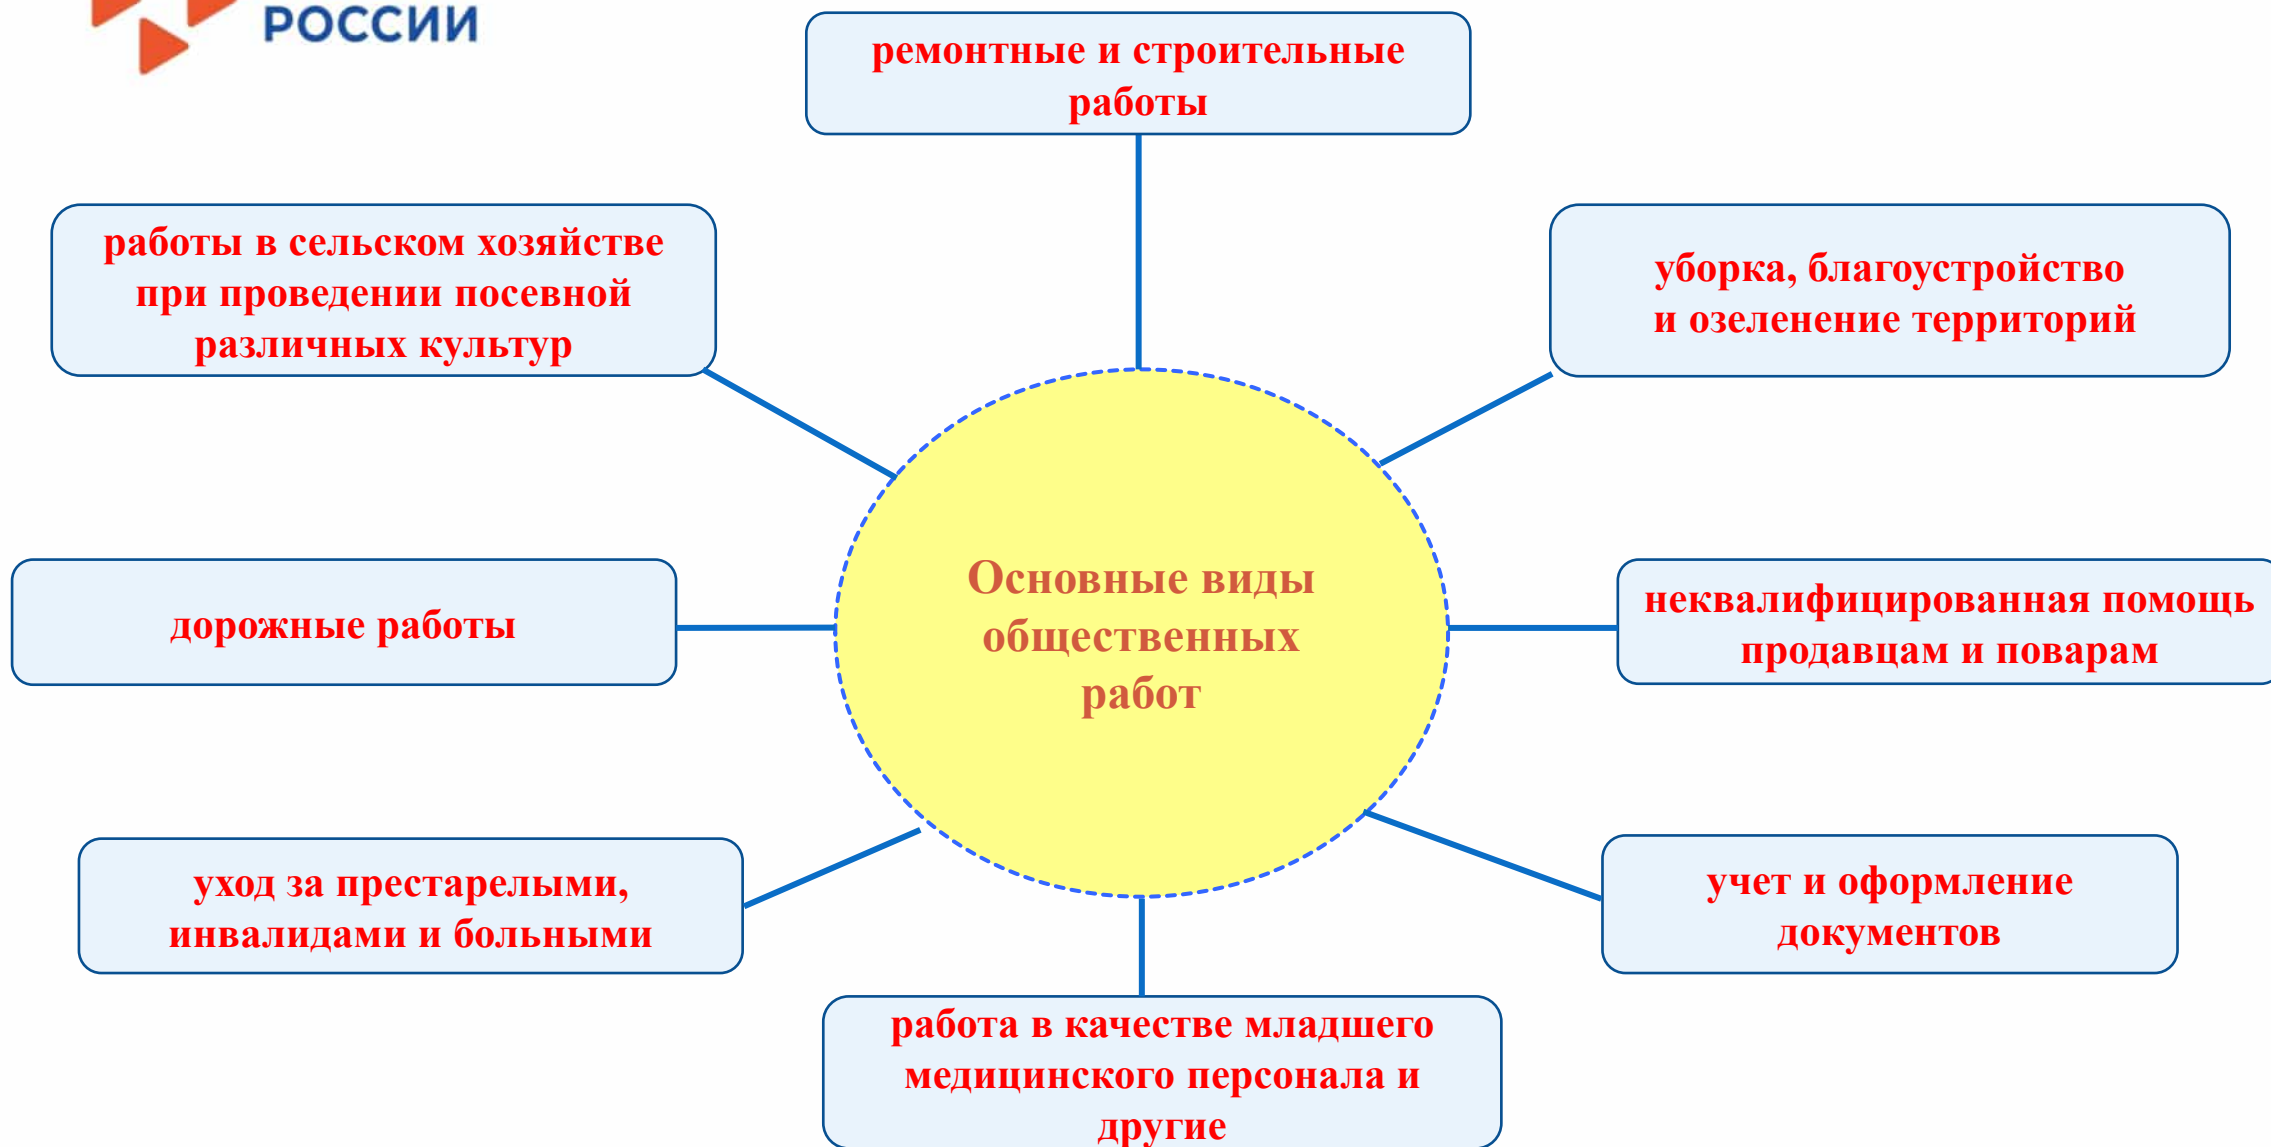 РОССИИ
ремонтные и строительные
работы
работы в сельском хозяйстве
при проведении посевной
различных культур
уборка, благоустройство
и озеленение территорий
Основные виды
общественных
работ
дорожные работы
неквалифицированная помощь
продавцам и поварам
уход за престарелыми,
инвалидами и больными
учет и оформление
документов
работа в качестве младшего
медицинского персонала и
другие